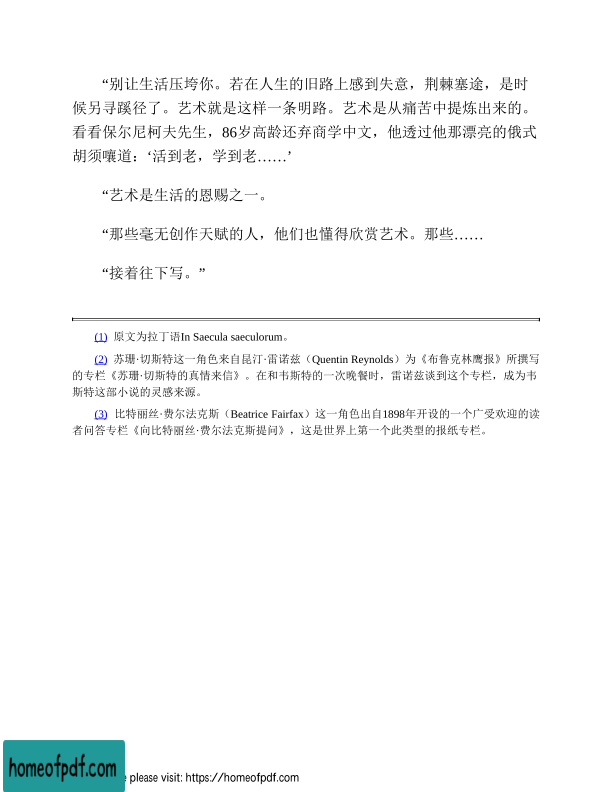 “别让生活压垮你。若在人生的旧路上感到失意，荆棘塞途，是时
候另寻蹊径了。艺术就是这样一条明路。艺术是从痛苦中提炼出来的。
看看保尔尼柯夫先生，86岁高龄还弃商学中文，他透过他那漂亮的俄式
胡须嚷道：‘活到老，学到老……’
“艺术是生活的恩赐之一。
“那些毫无创作天赋的人，他们也懂得欣赏艺术。那些……
“接着往下写。”
(1) 原文为拉丁语In Saecula saeculorum。
(2) 苏珊·切斯特这一角色来自昆汀·雷诺兹（Quentin Reynolds）为《布鲁克林鹰报》所撰写
的专栏《苏珊·切斯特的真情来信》。在和韦斯特的一次晚餐时，雷诺兹谈到这个专栏，成为韦
斯特这部小说的灵感来源。
(3) 比特丽丝·费尔法克斯（Beatrice Fairfax）这一角色出自1898年开设的一个广受欢迎的读
者问答专栏《向比特丽丝·费尔法克斯提问》，这是世界上第一个此类型的报纸专栏。
homeofpdf.com
e please visit: https://homeofpdf.com